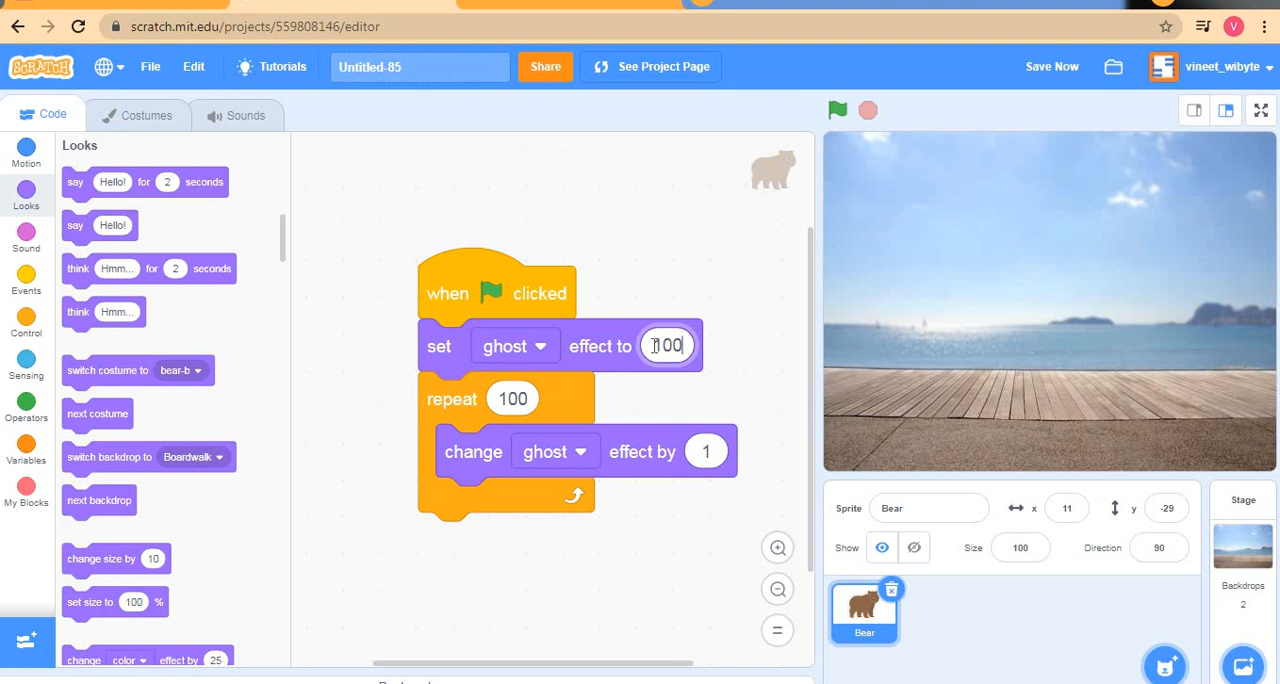 scratch.mit.edu/projects/559808146/editor
V
SCRATCH File Edit Tutorials Untitled-85 Share See Project Page Save Now vineet_wibyte
Code Costumes Sounds
Motion
Looks
Sound
Events
Control
Sensing
Operators
Variables
My Blocks
Looks
say Hello! for 2 seconds
say Hello!
think Hmm... for 2 seconds
think Hmm...
switch costume to bear-b
next costume
switch backdrop to Boardwalk
next backdrop
change size by 10
set size to 100 %
change color effect by 25
when clicked
set ghost effect to 100
repeat 100
change ghost effect by 1
Sprite Bear x 11 y -29
Show Size 100 Direction 90
Bear
Stage
Backdrops
2